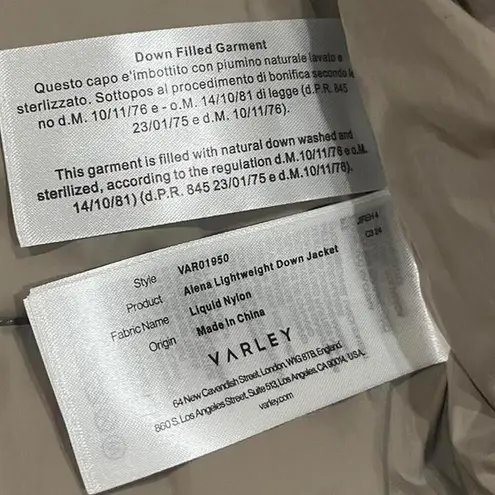 Down Filled Garment
Questo capo e'imbottito con piumino naturale lavato e
sterlizzato. Sottopos al procedimento di bonifica secondo le
no d.M. 10/11/76 e - o.M. 14/10/81 di legge (d.P.R. 845
23/01/75 e d.M. 10/11/76).
This garment is filled with natural down washed and
sterilized, according to the regulation d.M.10/11/76 e o.M.
14/10/81) (d.P.R. 845 23/01/75 e d.M. 10/11/76).
Style VAR01950
Product Alena Lightweight Down Jacket
Fabric Name Liquid Nylon
Origin Made in China
VARLEY
64 New Cavendish Street, London, W1G 8TB, England.
860 S. Los Angeles Street, Suite 513, Los Angeles, CA 90014, U.S.A.
varley.com
C3 24